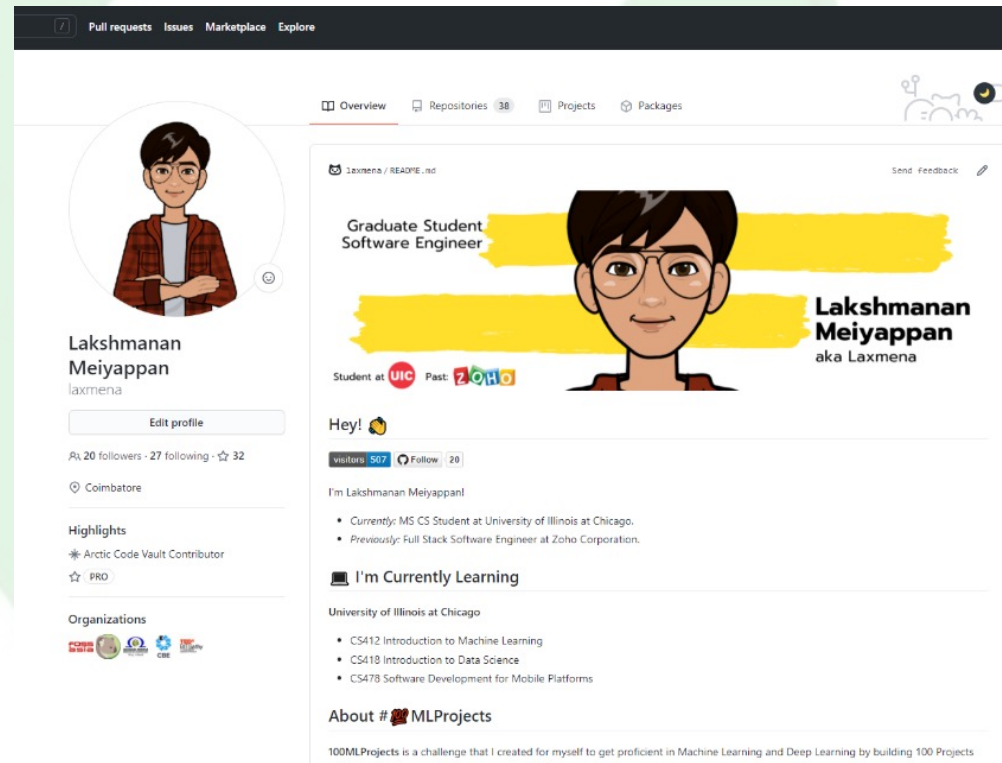 / Pull requests Issues Marketplace Explore
Overview Repositories 38 Projects Packages
laxmena / README.md Send Feedback
Graduate Student
Software Engineer
Lakshmanan
Meiyappan
aka Laxmena
Student at UIC Past: ZOHO
Lakshmanan
Meiyappan
laxmena
Edit profile
20 followers · 27 following · 32
Coimbatore
Highlights
Arctic Code Vault Contributor
PRO
Organizations
FOSS
ASIA
CBE
Hey!
visitors 507 Follow 20
I'm Lakshmanan Meiyappan!
• Currently: MS CS Student at University of Illinois at Chicago.
• Previously: Full Stack Software Engineer at Zoho Corporation.
I'm Currently Learning
University of Illinois at Chicago
• CS412 Introduction to Machine Learning
• CS418 Introduction to Data Science
• CS478 Software Development for Mobile Platforms
About #💯MLProjects
100MLProjects is a challenge that I created for myself to get proficient in Machine Learning and Deep Learning by building 100 Projects